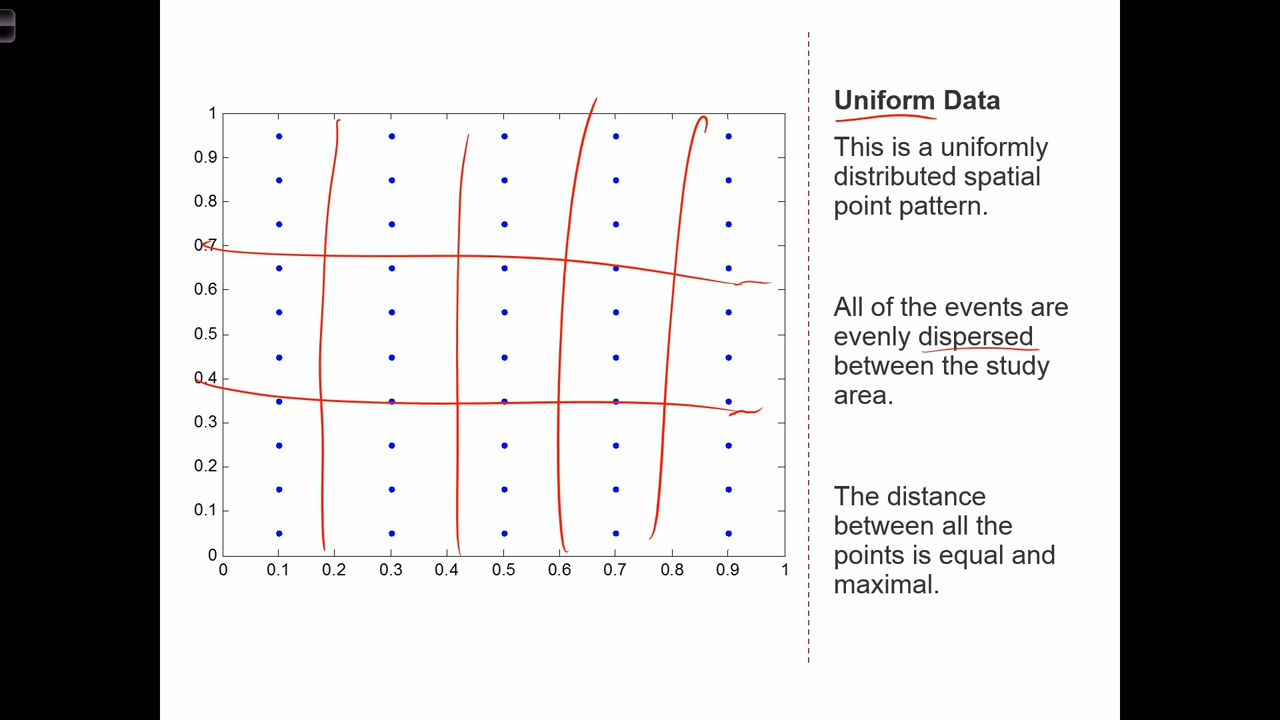 Uniform Data
This is a uniformly
distributed spatial
point pattern.
All of the events are
evenly dispersed
between the study
area.
The distance
between all the
points is equal and
maximal.
1
0.9
0.8
0.7
0.6
0.5
0.4
0.3
0.2
0.1
0
0 0.1 0.2 0.3 0.4 0.5 0.6 0.7 0.8 0.9 1